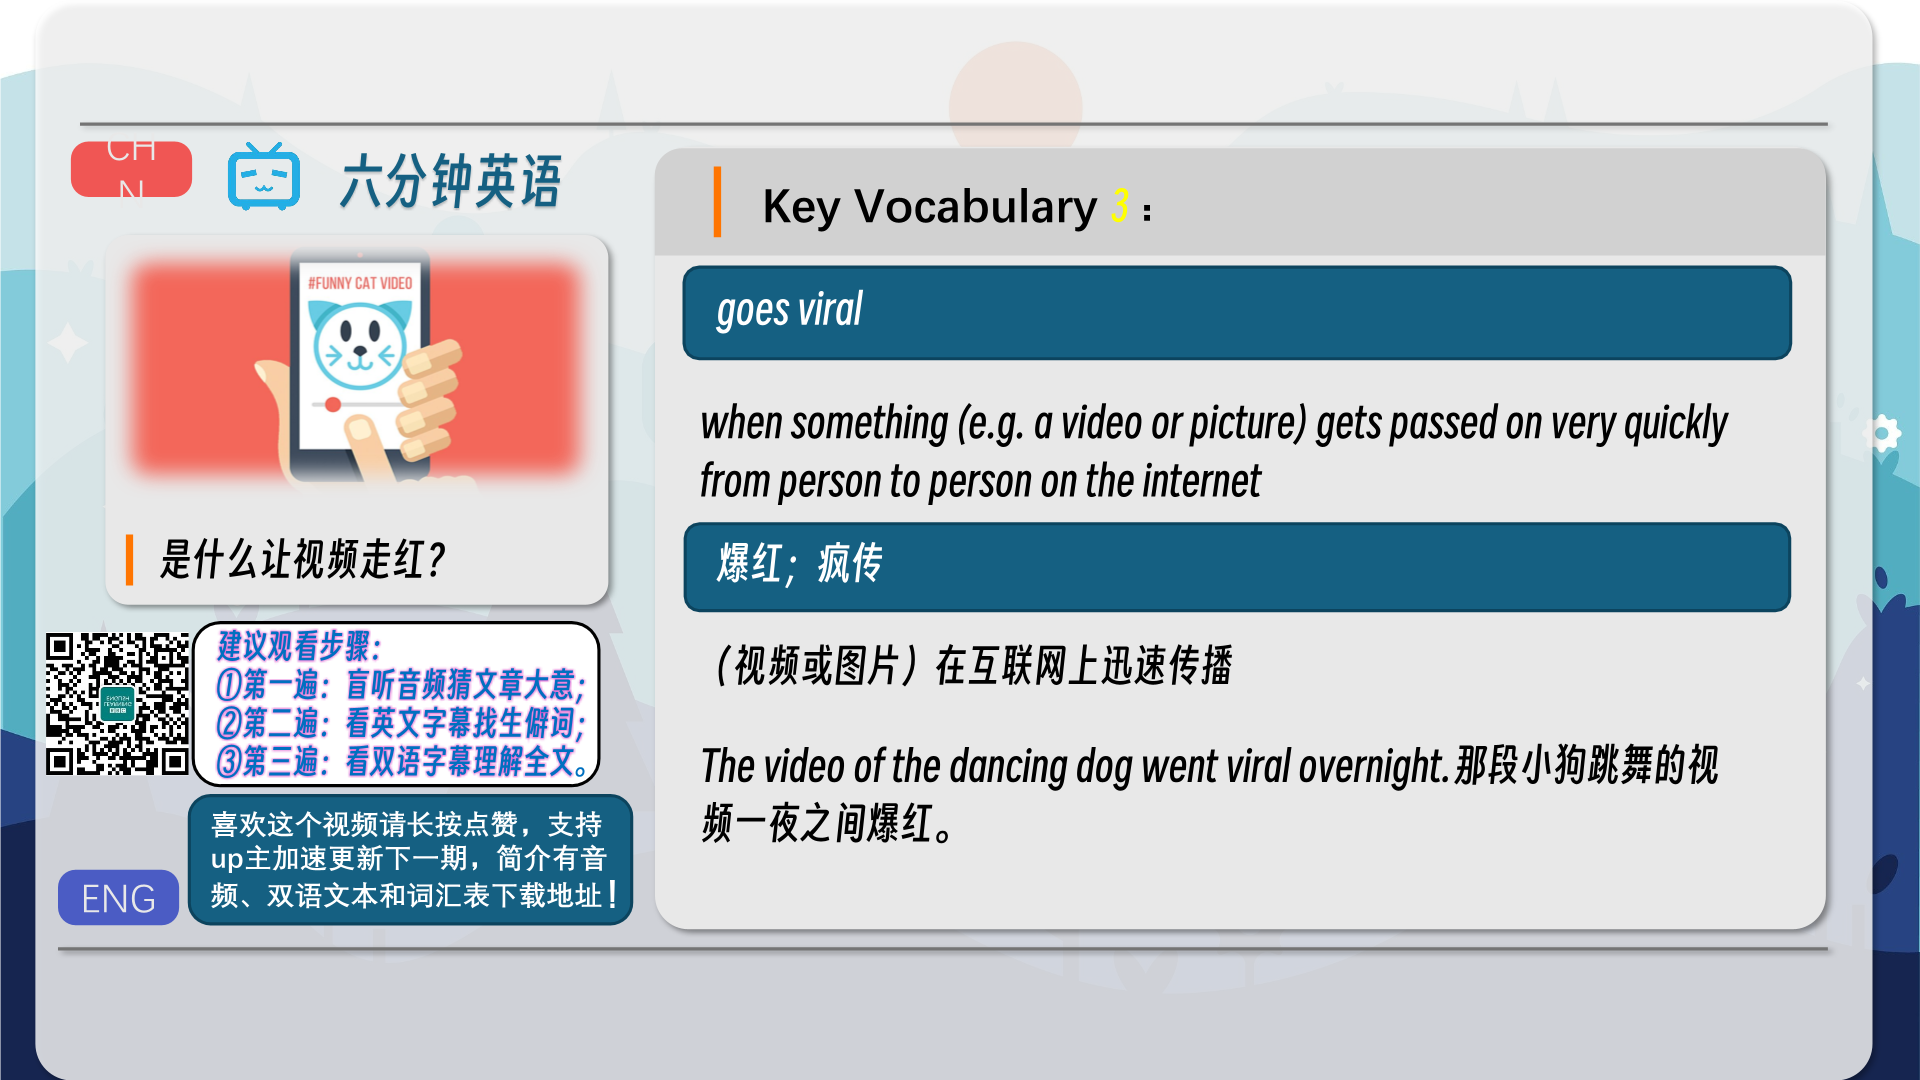 CH
N
六分钟英语
#FUNNY CAT VIDEO
是什么让视频走红?
建议观看步骤:
①第一遍:盲听音频猜文章大意;
②第二遍:看英文字幕找生僻词;
③第三遍:看双语字幕理解全文。
喜欢这个视频请长按点赞，支持
up主加速更新下一期，简介有音
频、双语文本和词汇表下载地址!
ENG
Key Vocabulary 3 :
goes viral
when something (e.g. a video or picture) gets passed on very quickly
from person to person on the internet
爆红；疯传
（视频或图片）在互联网上迅速传播
The video of the dancing dog went viral overnight.那段小狗跳舞的视
频一夜之间爆红。